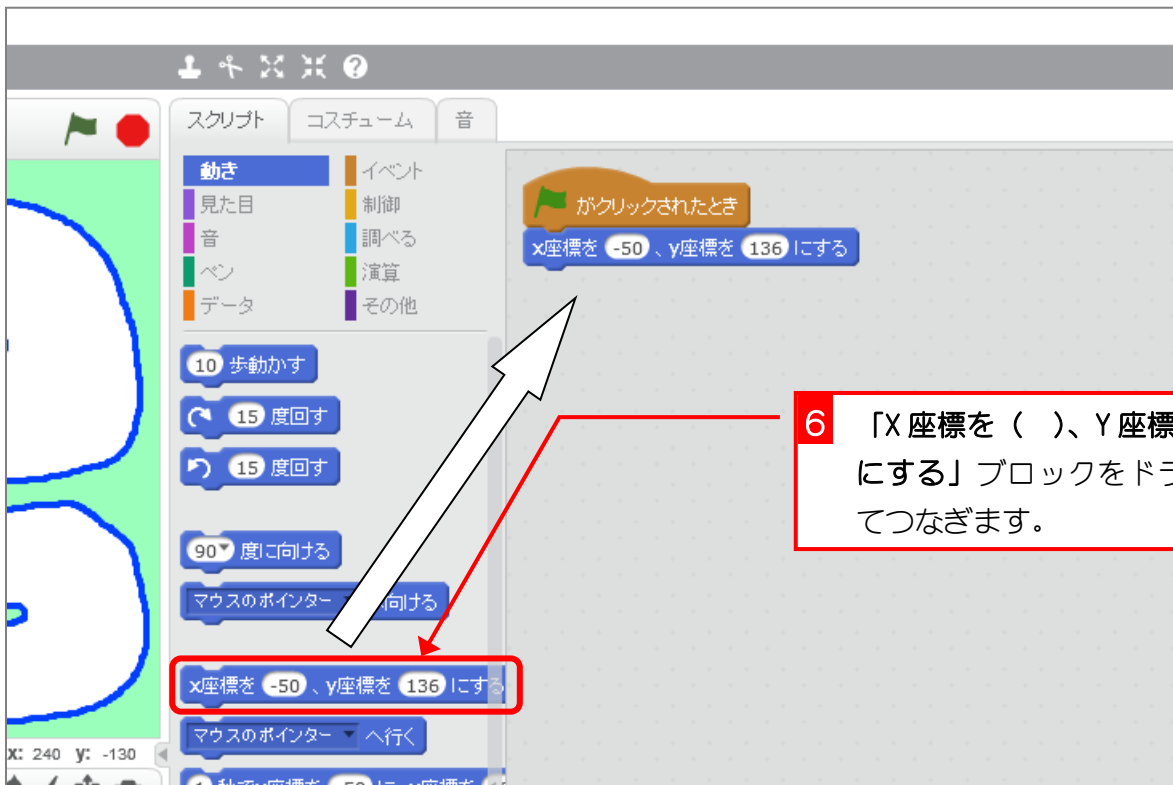 スクリプト コスチューム 音
動き イベント
見た目 制御
音 調べる
ペン 演算
データ その他
がクリックされたとき
x座標を -50 、y座標を 136 にする
10 歩動かす
15 度回す
15 度回す
90 度に向ける
マウスのポインター 向ける
x座標を -50 、y座標を 136 にする
マウスのポインター へ行く
x: 240 y: -130
6 「X座標を( )、Y座標
にする」ブロックをドラ
てつなぎます。